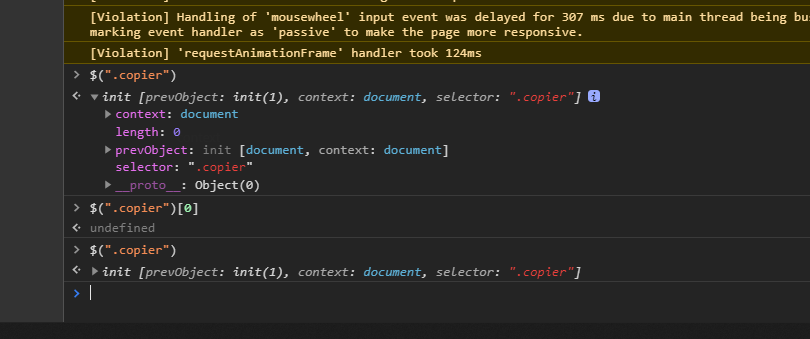 [Violation] Handling of 'mousewheel' input event was delayed for 307 ms due to main thread being
marking event handler as 'passive' to make the page more responsive.
[Violation] 'requestAnimationFrame' handler took 124ms
> $(".copier")
init [prevObject: init(1), context: document, selector: ".copier"] i
context: document
length: 0
prevObject: init [document, context: document]
selector: ".copier"
__proto__: Object(0)
> $(".copier")[0]
undefined
> $(".copier")
init [prevObject: init(1), context: document, selector: ".copier"]
>